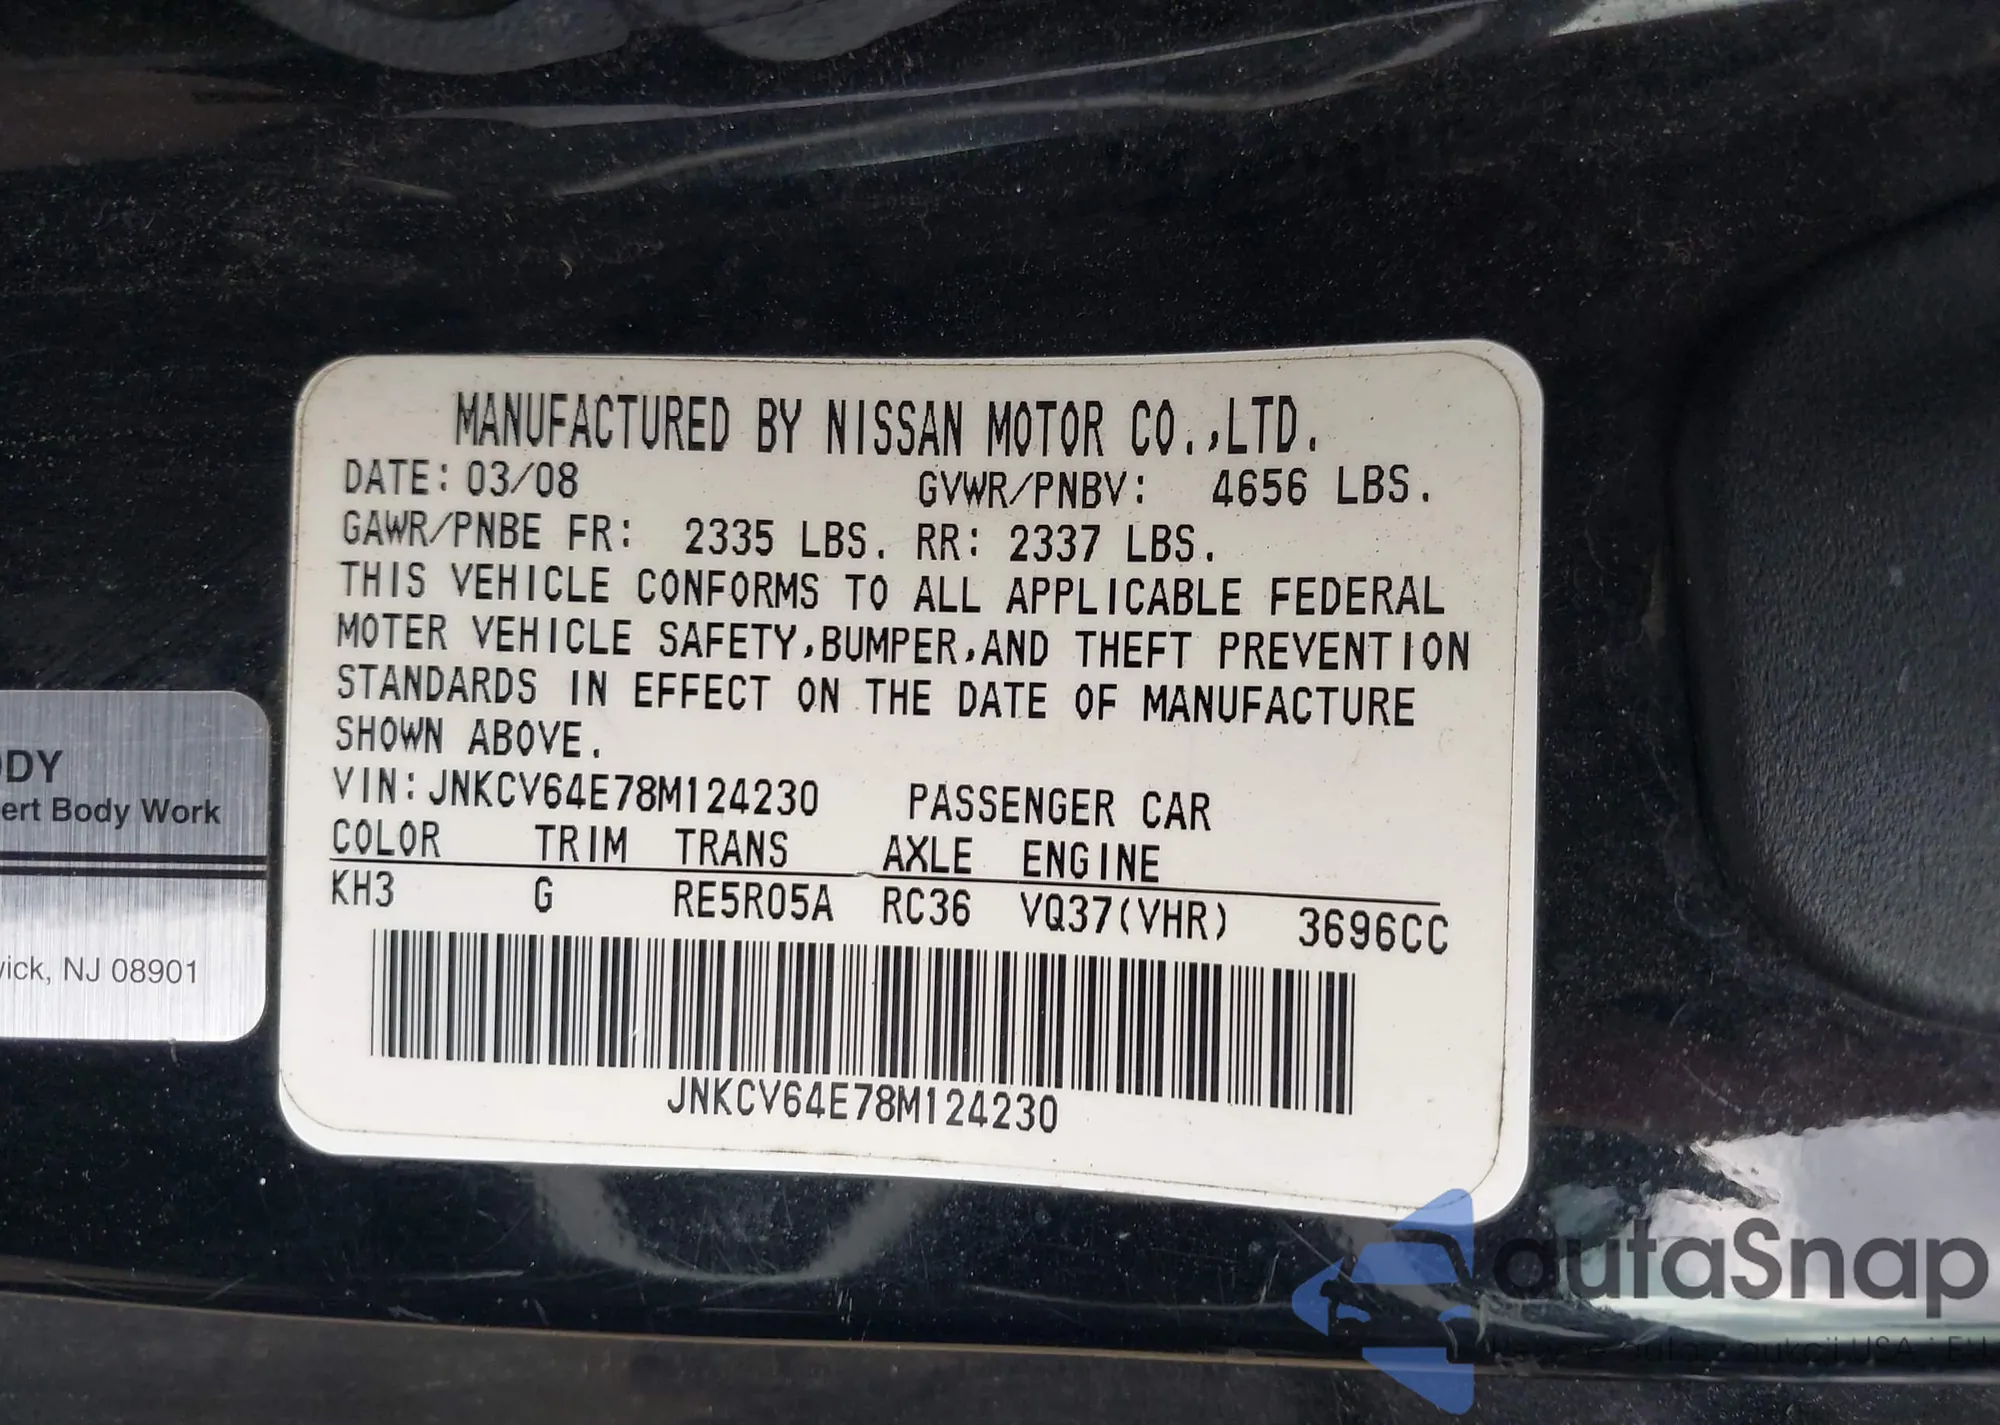 MANUFACTURED BY NISSAN MOTOR CO.,LTD.
DATE: 03/08 GVWR/PNBV: 4656 LBS.
GAWR/PNBE FR: 2335 LBS. RR: 2337 LBS.
THIS VEHICLE CONFORMS TO ALL APPLICABLE FEDERAL
MOTER VEHICLE SAFETY,BUMPER,AND THEFT PREVENTION
STANDARDS IN EFFECT ON THE DATE OF MANUFACTURE
SHOWN ABOVE.
VIN: JNKCV64E78M124230 PASSENGER CAR
COLOR TRIM TRANS AXLE ENGINE
KH3 G RE5R05A RC36 VQ37(VHR) 3696CC
JNKCV64E78M124230
ODY
ert Body Work
wick, NJ 08901
autaSnap